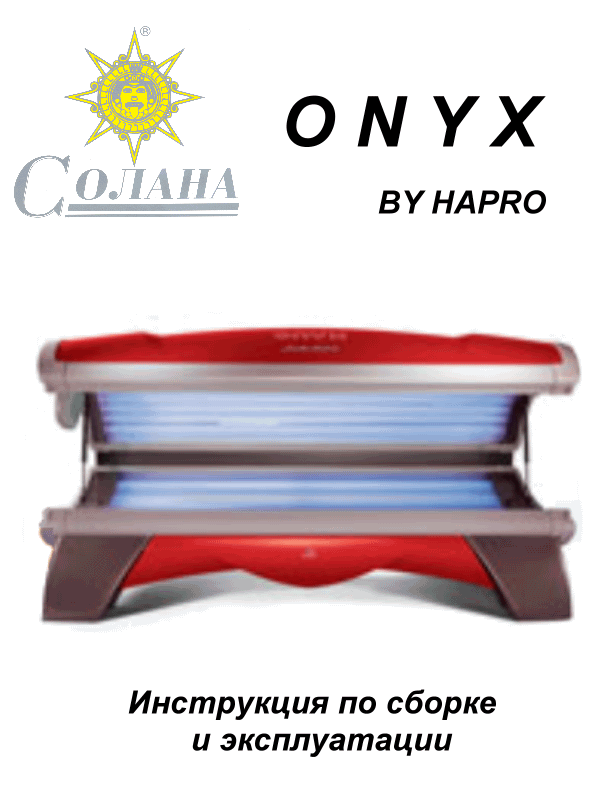 ®
СОЛАНА
ONYX
BY HAPRO
ONYX
Инструкция по сборке
и эксплуатации